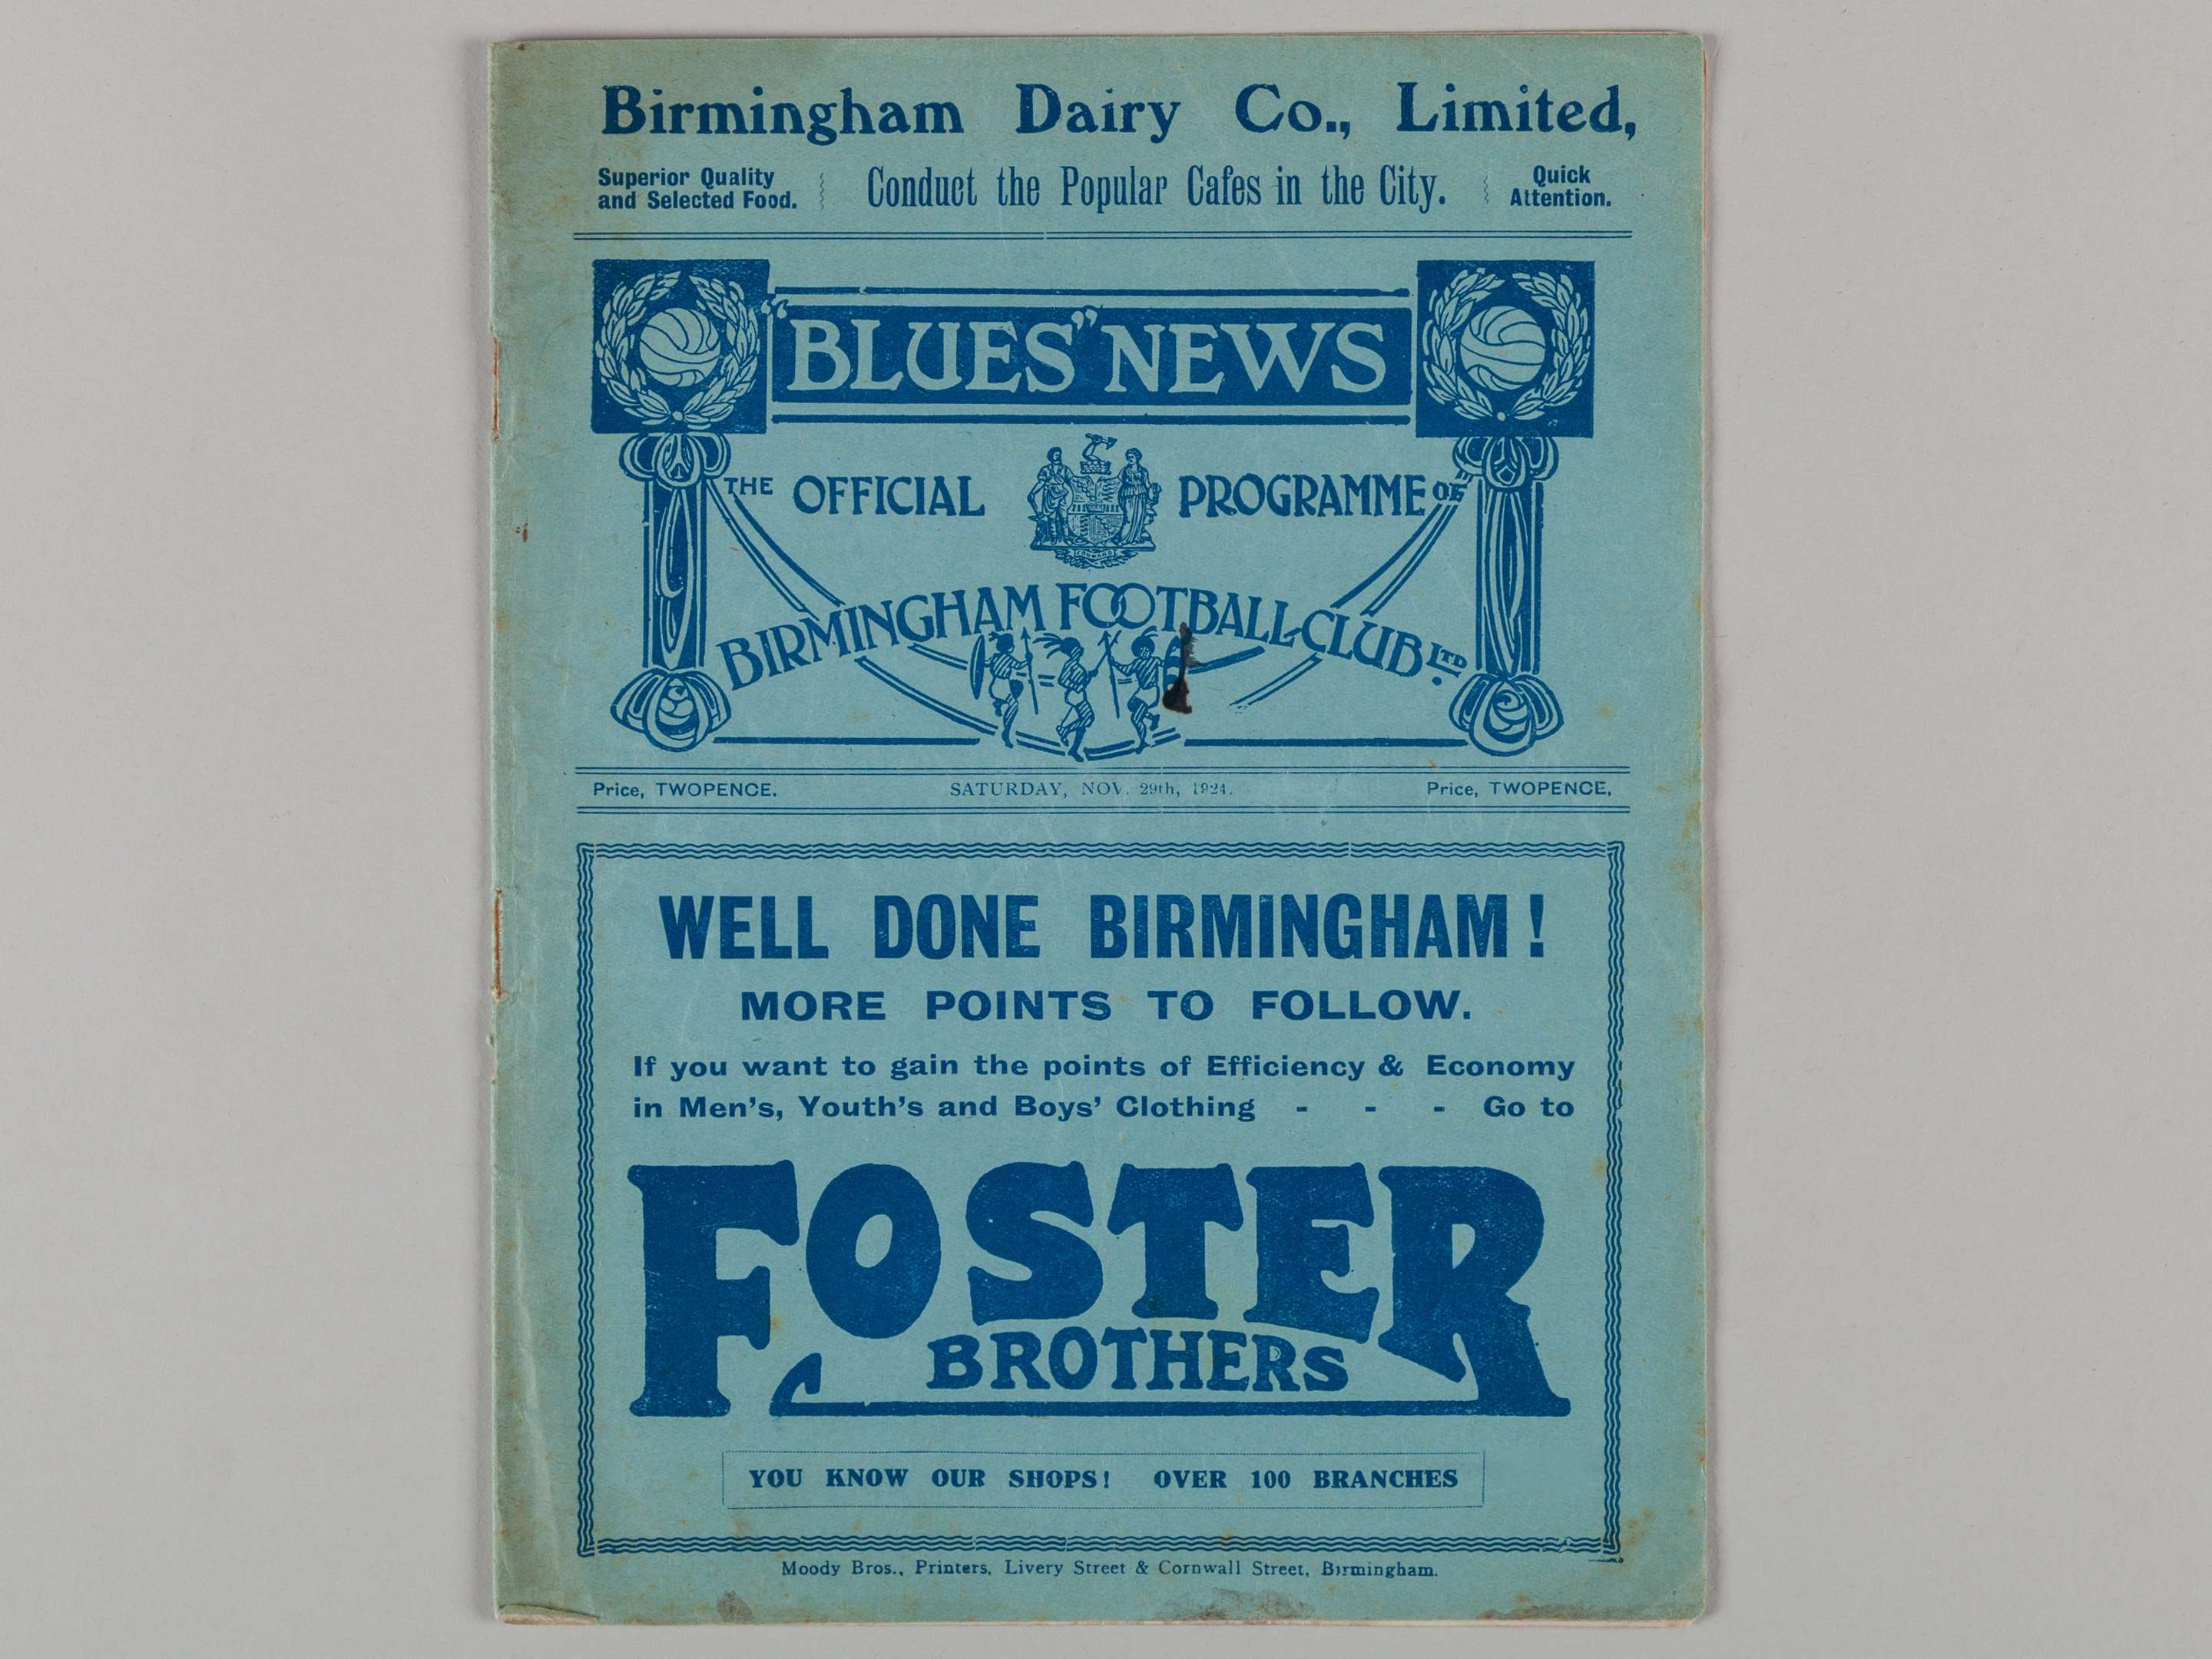 Birmingham Dairy Co., Limited,
Superior Quality
and Selected Food.
Conduct the Popular Cafes in the City.
Quick
Attention.
"BLUES" NEWS
THE OFFICIAL PROGRAMME OF
FORWARD
BIRMINGHAM FOOTBALL CLUB LTD.
Price, TWOPENCE. SATURDAY, NOV. 29th, 1924. Price, TWOPENCE.
WELL DONE BIRMINGHAM!
MORE POINTS TO FOLLOW.
If you want to gain the points of Efficiency & Economy
in Men's, Youth's and Boys' Clothing - - - Go to
FOSTER
BROTHERS
YOU KNOW OUR SHOPS! OVER 100 BRANCHES
Moody Bros., Printers, Livery Street & Cornwall Street, Birmingham.